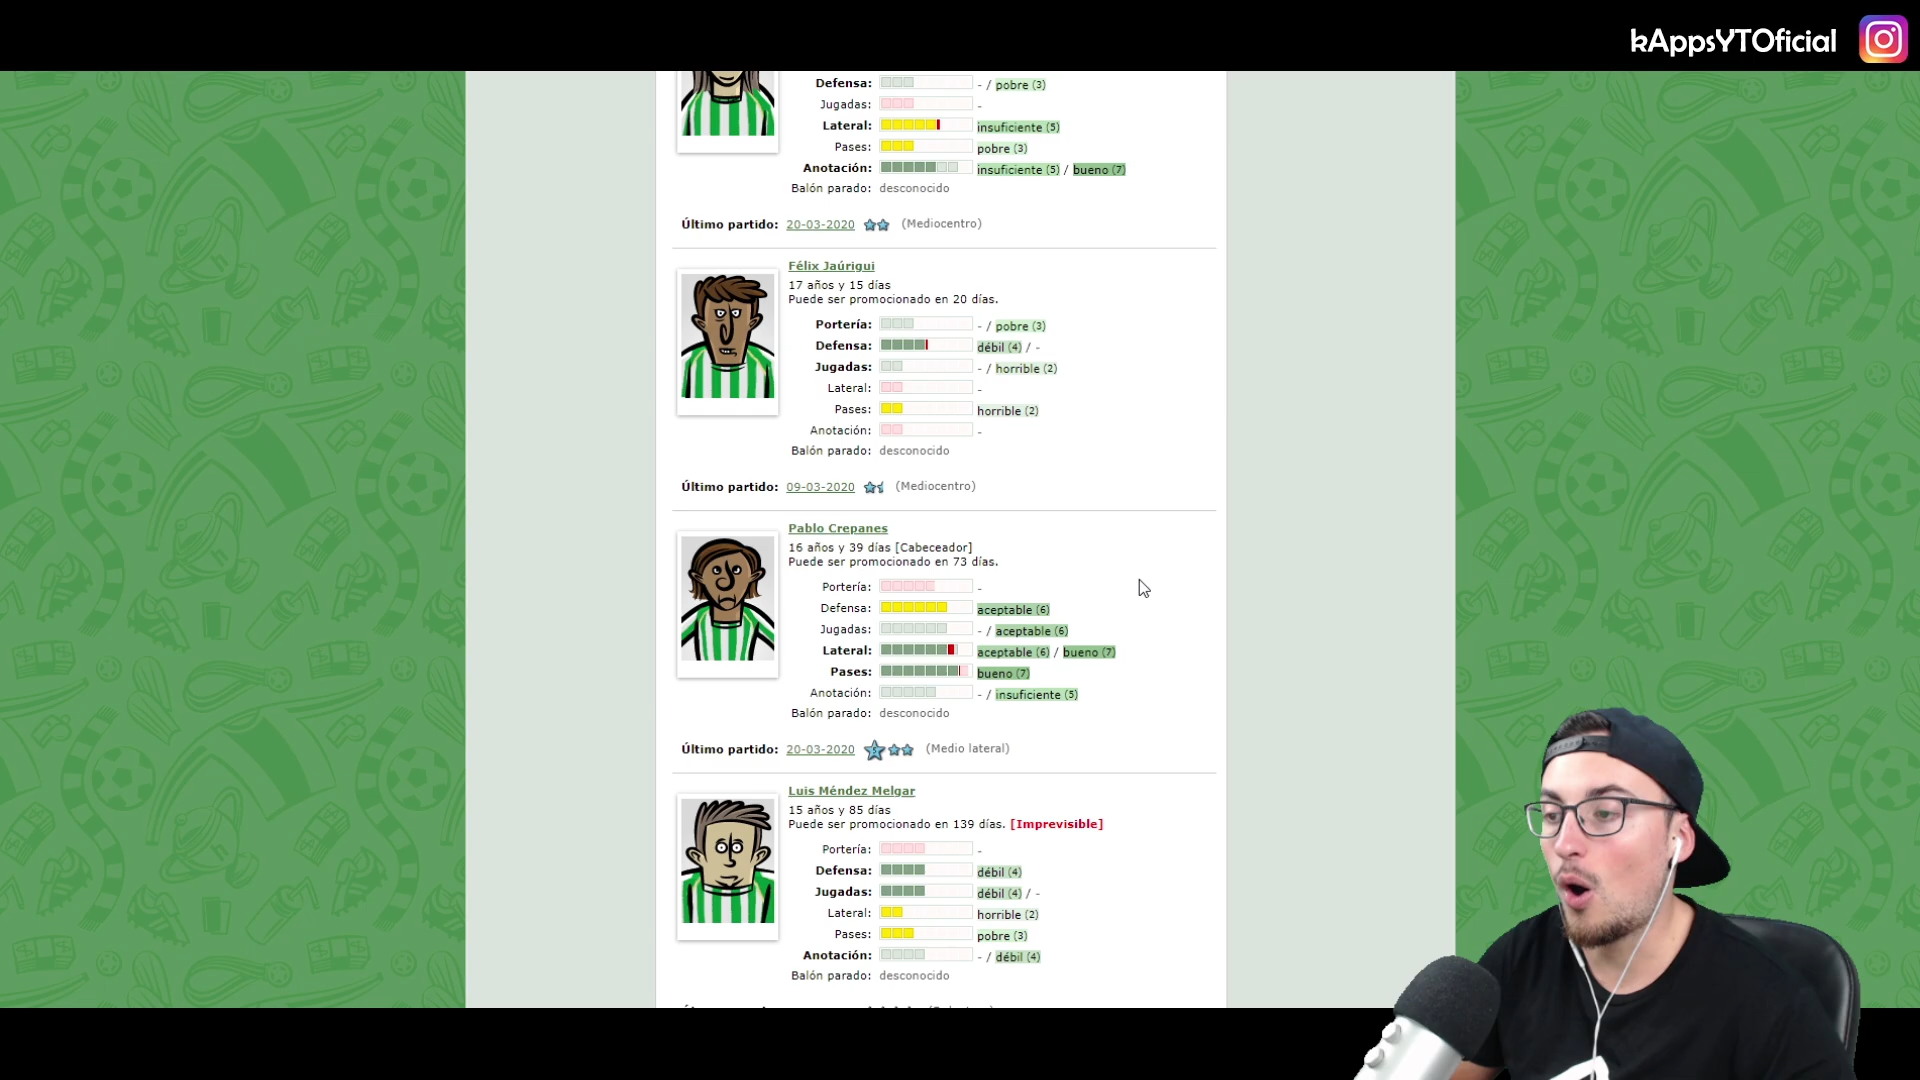 kAppsYTOficial
Defensa: - / pobre (3)
Jugadas: -
Lateral: insuficiente (5)
Pases: pobre (3)
Anotación: insuficiente (5) / bueno (7)
Balón parado: desconocido
Último partido: 20-03-2020 (Mediocentro)
Félix Jaúrigui
17 años y 15 días
Puede ser promocionado en 20 días.
Portería: - / pobre (3)
Defensa: débil (4) / -
Jugadas: - / horrible (2)
Lateral: -
Pases: horrible (2)
Anotación: -
Balón parado: desconocido
Último partido: 09-03-2020 (Mediocentro)
Pablo Crepanes
16 años y 39 días [Cabeceador]
Puede ser promocionado en 73 días.
Portería: -
Defensa: aceptable (6)
Jugadas: - / aceptable (6)
Lateral: aceptable (6) / bueno (7)
Pases: bueno (7)
Anotación: - / insuficiente (5)
Balón parado: desconocido
Último partido: 20-03-2020 5 (Medio lateral)
Luis Méndez Melgar
15 años y 85 días
Puede ser promocionado en 139 días. [Imprevisible]
Portería: -
Defensa: débil (4)
Jugadas: débil (4) / -
Lateral: horrible (2)
Pases: pobre (3)
Anotación: - / débil (4)
Balón parado: desconocido